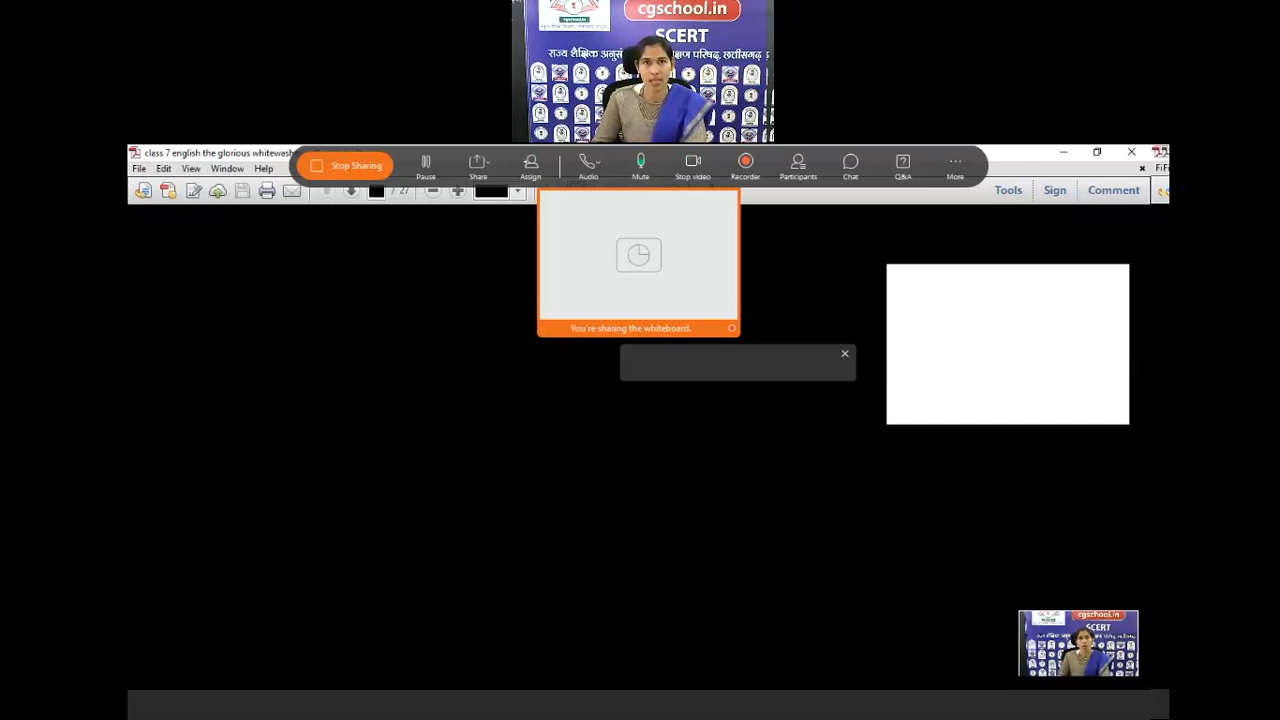 cgschool.in
SCERT
राज्य शैक्षिक
परिषद्, छत्तीसगढ़
class 7 english the glorious whitewash
File Edit View Window Help
Stop Sharing
Pause
Share
Assign
Audio
Mute
Stop video
Recorder
Participants
Chat
Q&A
More
/ 27
Tools
Sign
Comment
You're sharing the whiteboard.
cgschool.in
SCERT